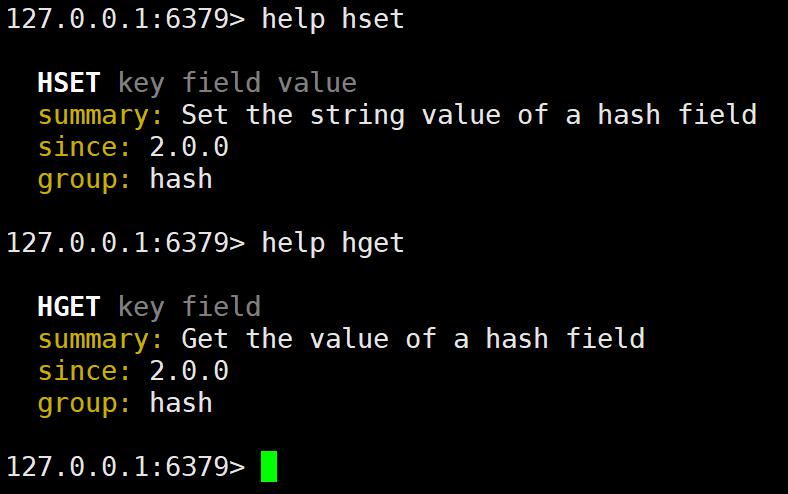 127.0.0.1:6379> help hset
HSET key field value
summary: Set the string value of a hash field
since: 2.0.0
group: hash
127.0.0.1:6379> help hget
HGET key field
summary: Get the value of a hash field
since: 2.0.0
group: hash
127.0.0.1:6379>